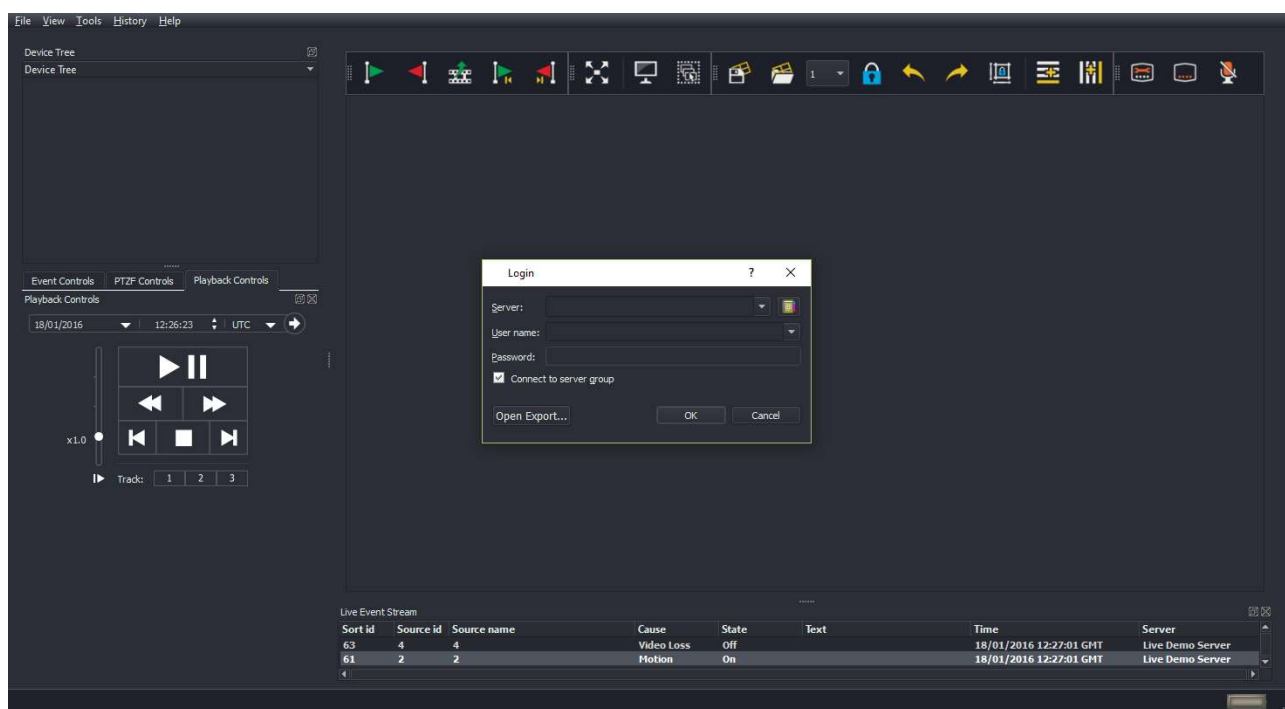 File View Tools History Help
Device Tree
Device Tree
1
Event Controls PTZF Controls Playback Controls
Playback Controls
18/01/2016 12:26:23 UTC
x1.0
Track: 1 2 3
Login ? X
Server:
User name:
Password:
Connect to server group
Open Export... OK Cancel
Live Event Stream
Sort id Source id Source name Cause State Text Time Server
63 4 4 Video Loss Off 18/01/2016 12:27:01 GMT Live Demo Server
61 2 2 Motion On 18/01/2016 12:27:01 GMT Live Demo Server